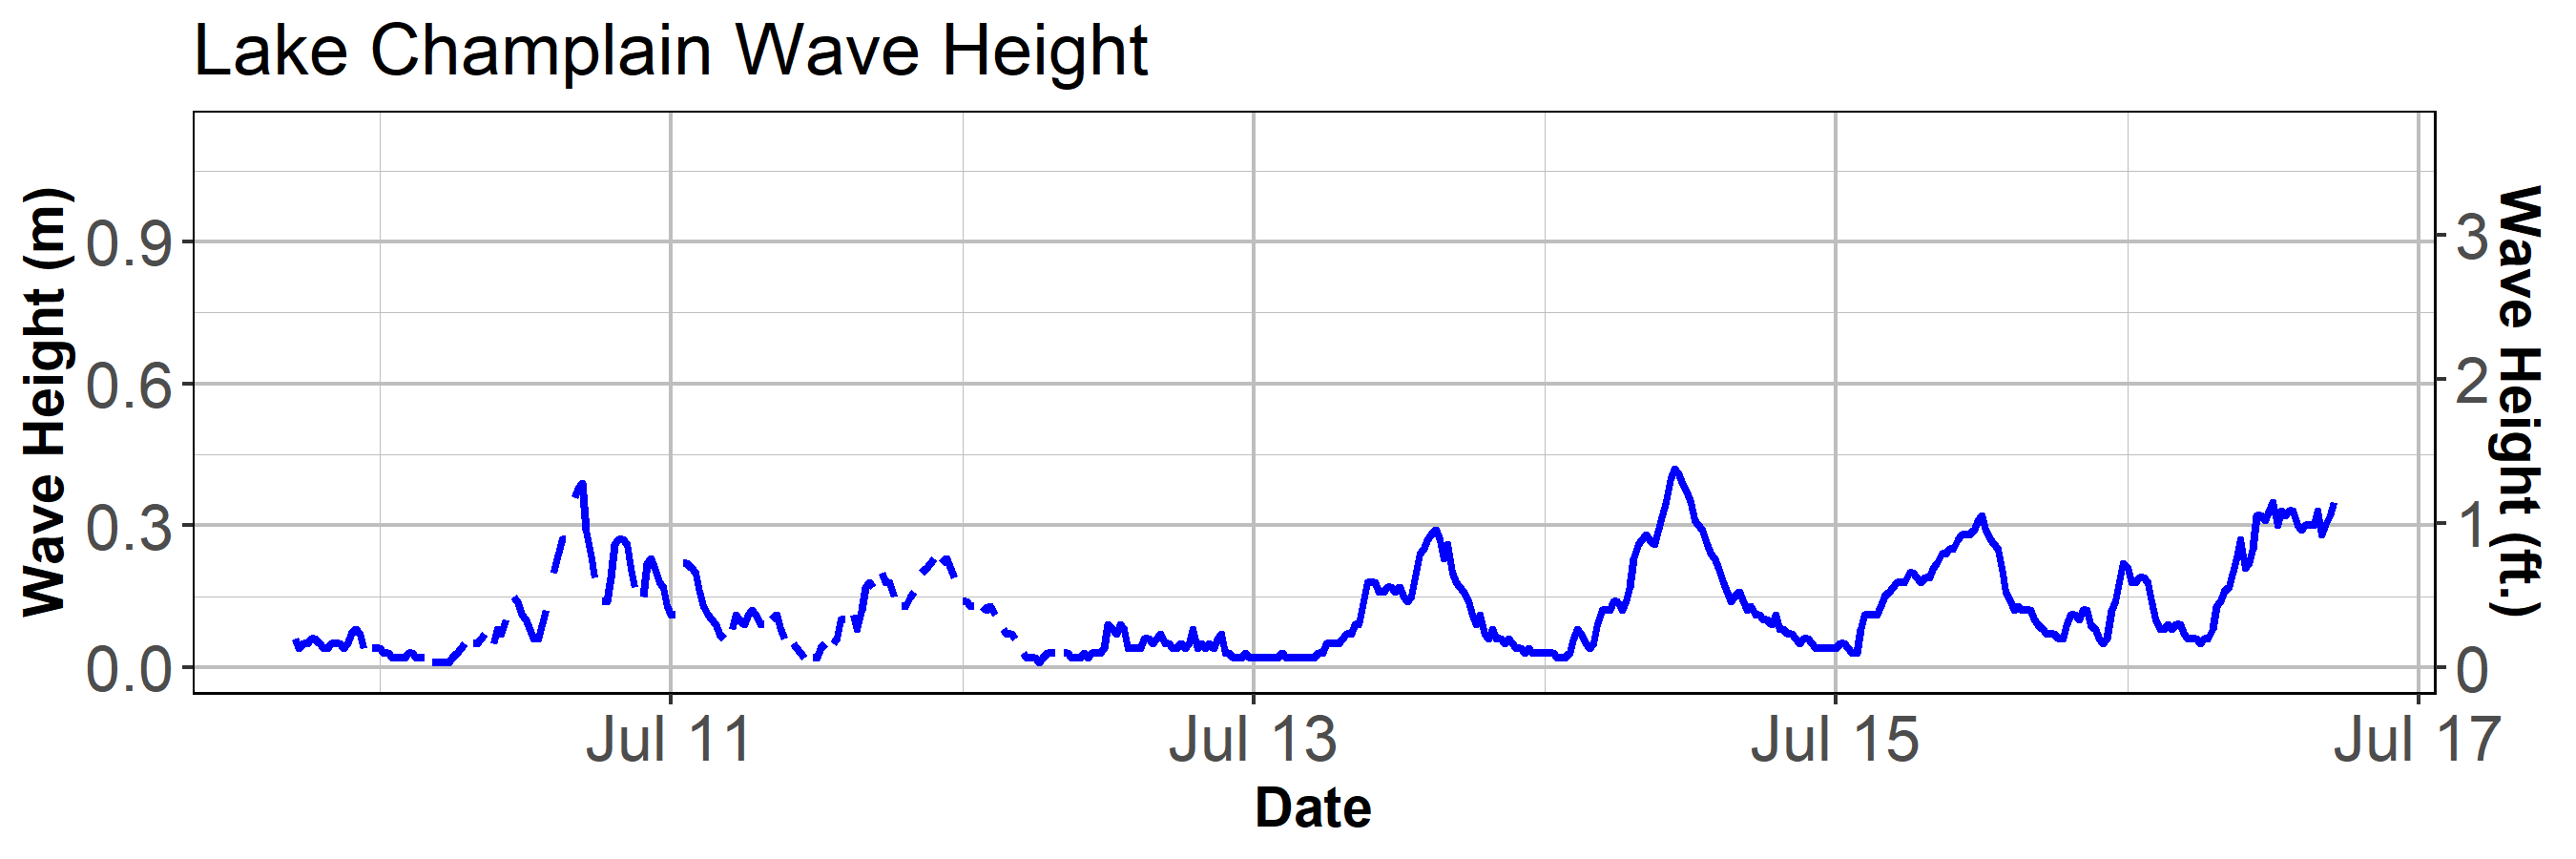 Lake Champlain Wave Height
Wave Height (m)
0.9
0.6
0.3
0.0
3
2
1
0
Wave Height (ft.)
Jul 11 Jul 13 Jul 15 Jul 17
Date